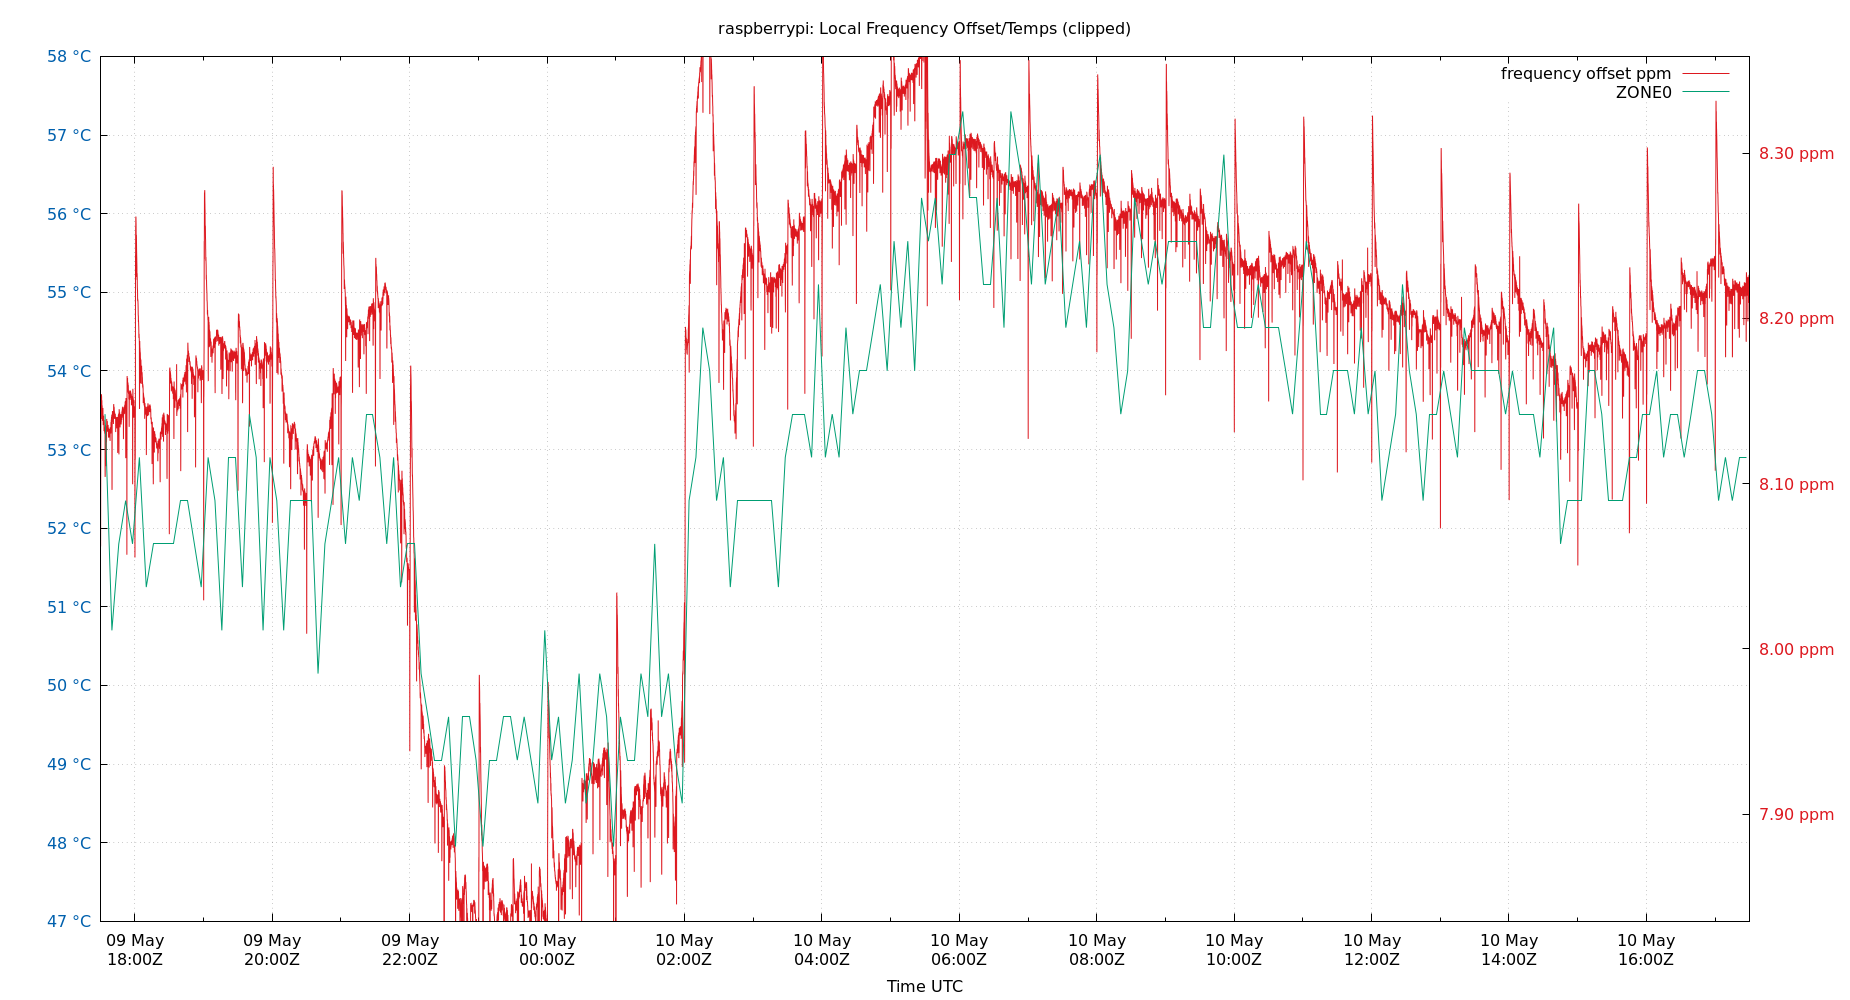 raspberrypi: Local Frequency Offset/Temps (clipped)
frequency offset ppm
ZONE0
58 °C
57 °C
56 °C
55 °C
54 °C
53 °C
52 °C
51 °C
50 °C
49 °C
48 °C
47 °C
8.30 ppm
8.20 ppm
8.10 ppm
8.00 ppm
7.90 ppm
09 May 09 May 09 May 10 May 10 May 10 May 10 May 10 May 10 May 10 May 10 May 10 May
18:00Z 20:00Z 22:00Z 00:00Z 02:00Z 04:00Z 06:00Z 08:00Z 10:00Z 12:00Z 14:00Z 16:00Z
Time UTC